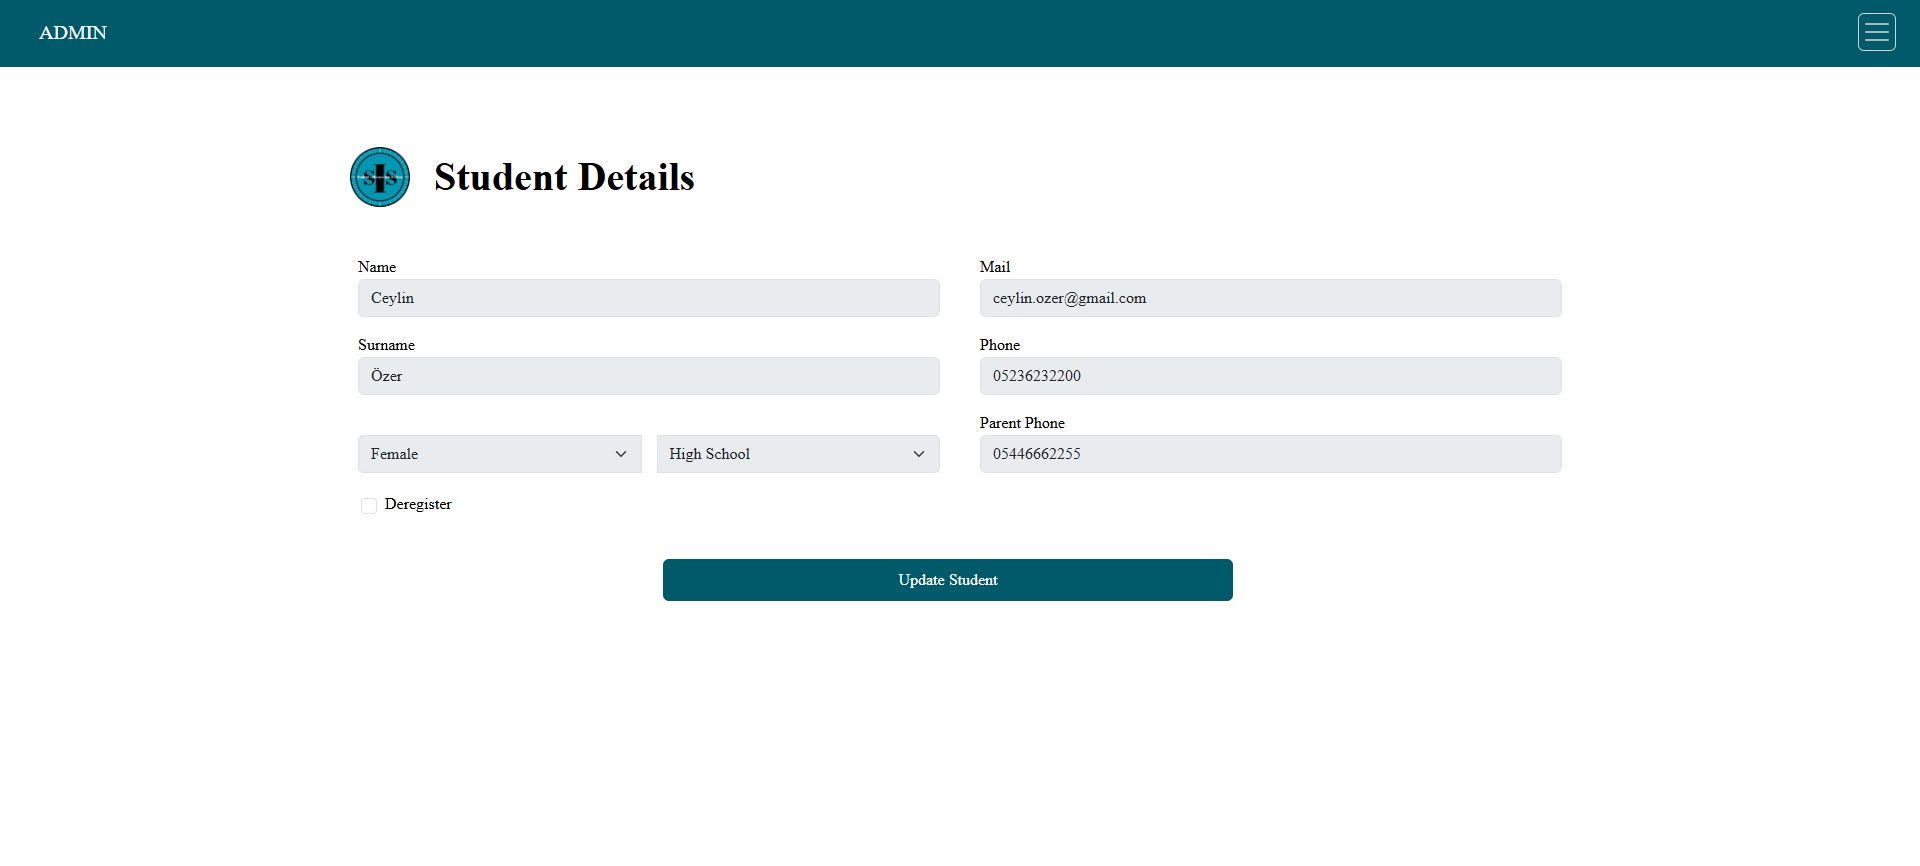 ADMIN
SIS
Student Details
Name
Ceylin
Mail
ceylin.ozer@gmail.com
Surname
Özer
Phone
05236232200
Female
High School
Parent Phone
05446662255
Deregister
Update Student